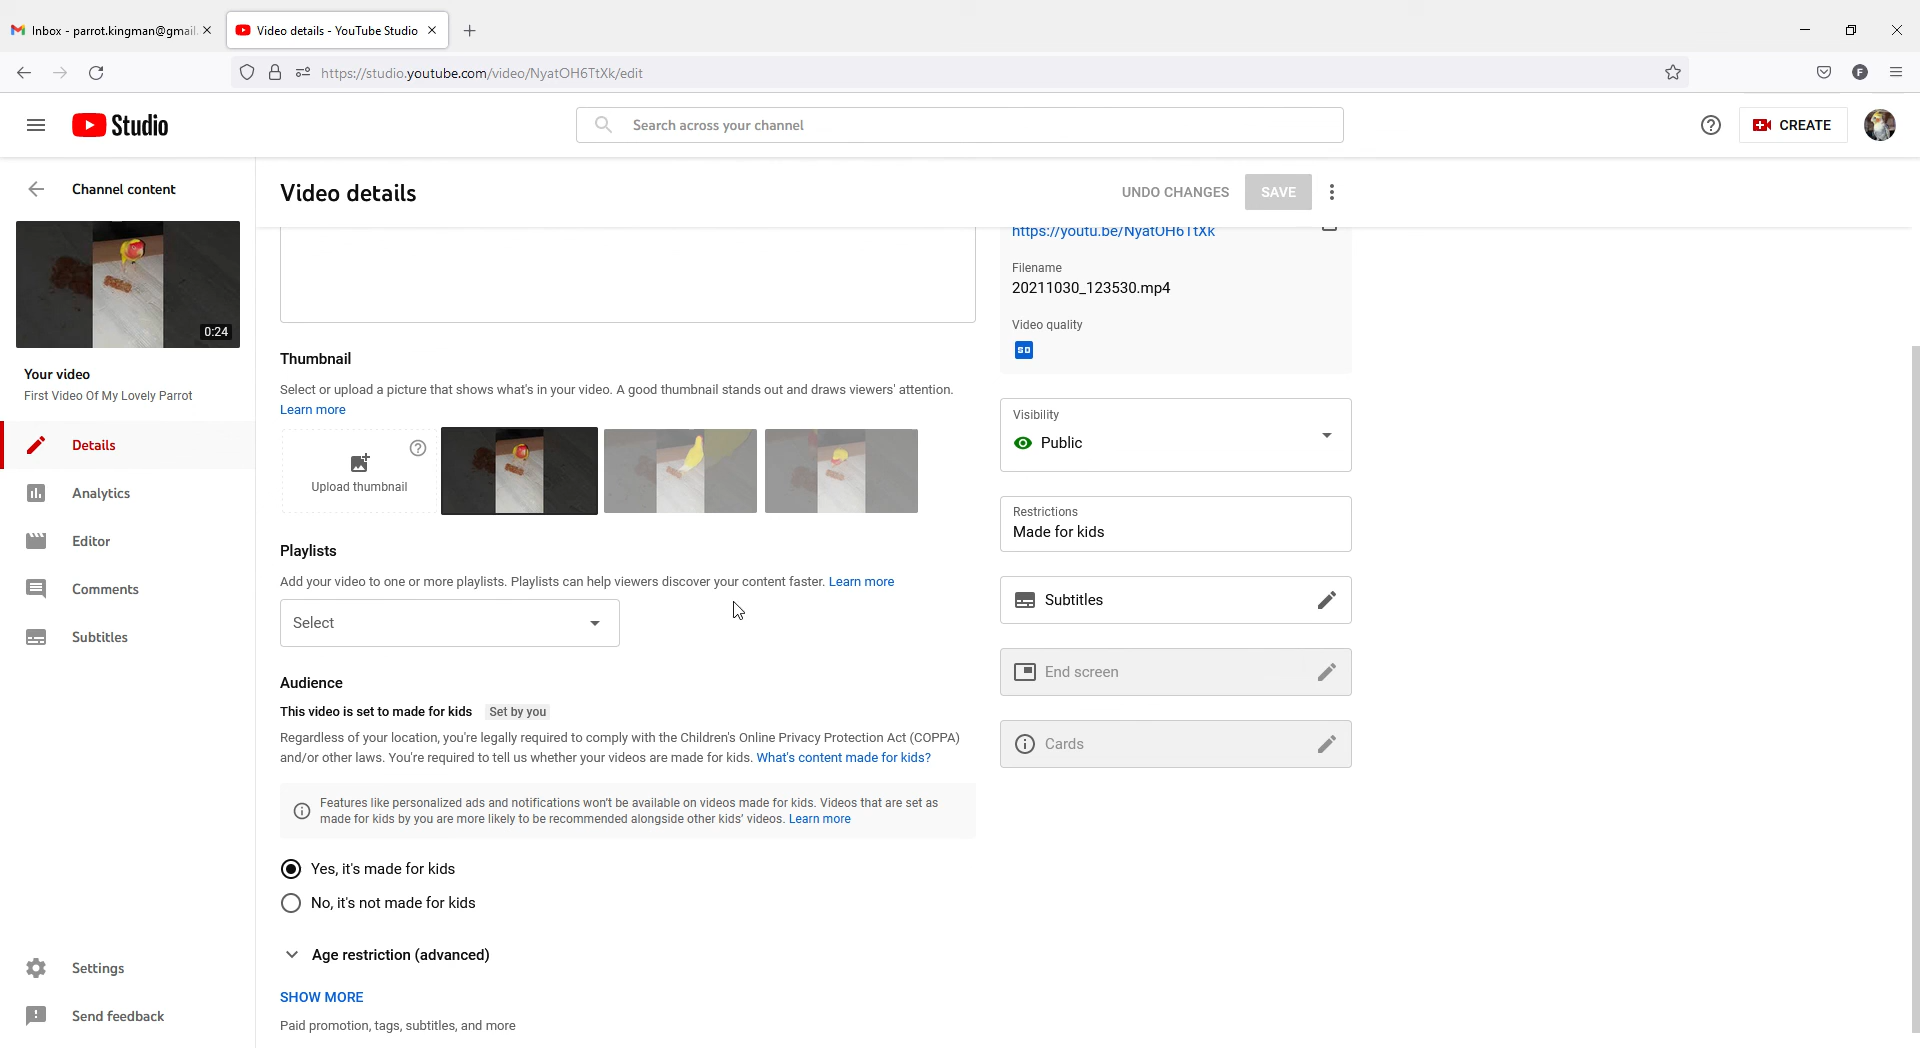 Inbox - parrot.kingman@gmail.
Video details - YouTube Studio
https://studio.youtube.com/video/NyatOH6TtXk/edit
F
Studio
Search across your channel
CREATE
Channel content
Video details
UNDO CHANGES
SAVE
https://youtu.be/NyatOH6TtXk
Filename
20211030_123530.mp4
Video quality
SD
0:24
Your video
First Video Of My Lovely Parrot
Details
Analytics
Editor
Comments
Subtitles
Settings
Send feedback
Thumbnail
Select or upload a picture that shows what's in your video. A good thumbnail stands out and draws viewers' attention.
Learn more
Upload thumbnail
Playlists
Add your video to one or more playlists. Playlists can help viewers discover your content faster. Learn more
Select
Audience
This video is set to made for kids Set by you
Regardless of your location, you're legally required to comply with the Children's Online Privacy Protection Act (COPPA)
and/or other laws. You're required to tell us whether your videos are made for kids. What's content made for kids?
Features like personalized ads and notifications won't be available on videos made for kids. Videos that are set as
made for kids by you are more likely to be recommended alongside other kids' videos. Learn more
Yes, it's made for kids
No, it's not made for kids
Age restriction (advanced)
SHOW MORE
Paid promotion, tags, subtitles, and more
Visibility
Public
Restrictions
Made for kids
Subtitles
End screen
Cards